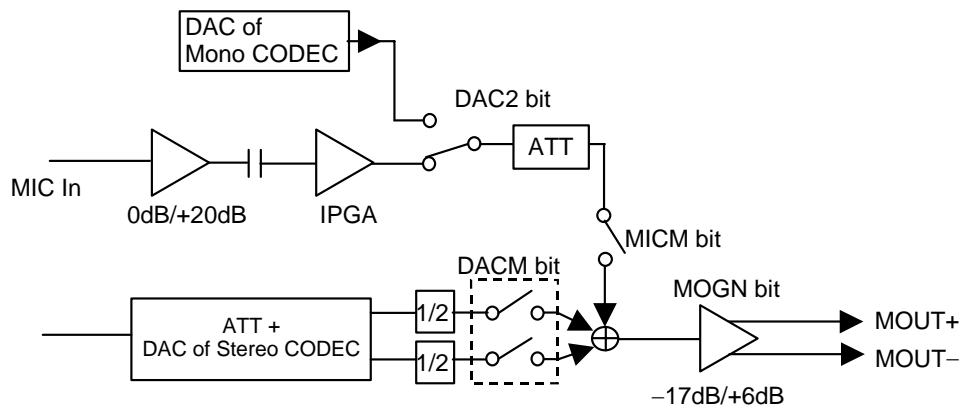 DAC of
Mono CODEC
DAC2 bit
ATT
MIC In
0dB/+20dB
IPGA
MICM bit
DACM bit
MOGN bit
1/2
ATT +
DAC of Stereo CODEC
1/2
MOUT+
MOUT−
−17dB/+6dB